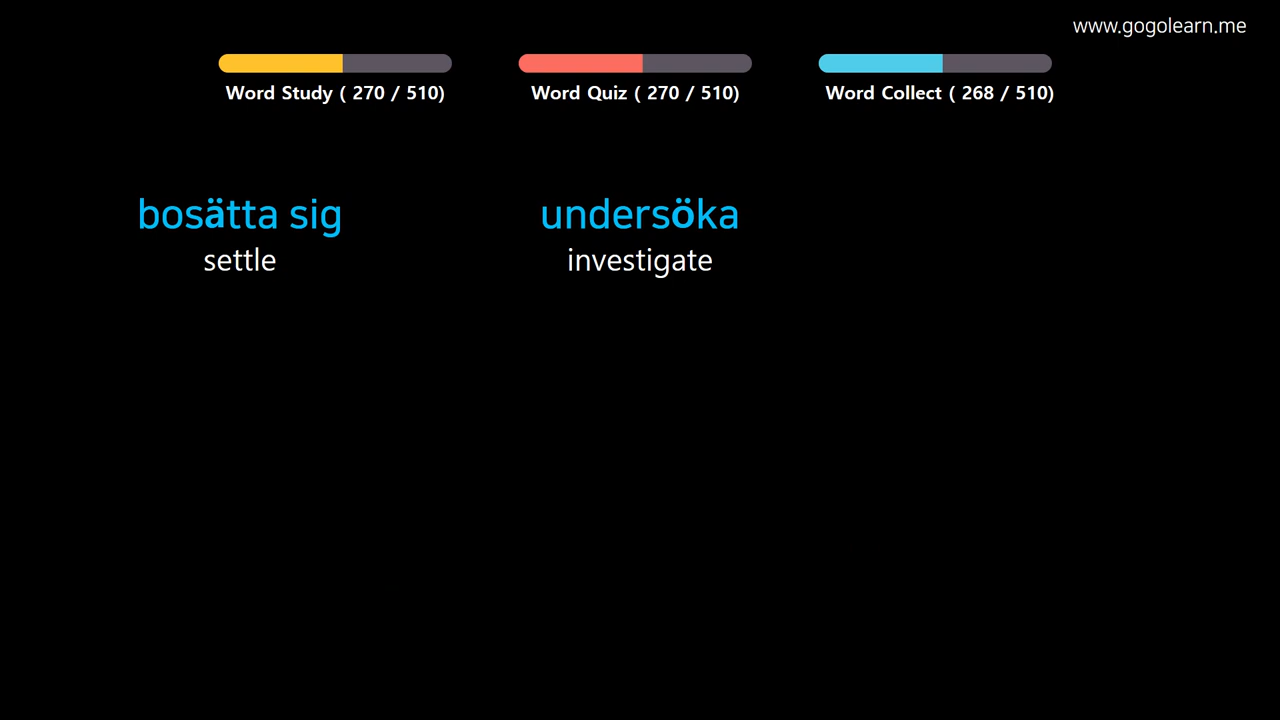 www.gogolearn.me
Word Study ( 270 / 510)
Word Quiz ( 270 / 510)
Word Collect ( 268 / 510)
bosätta sig
settle
undersöka
investigate